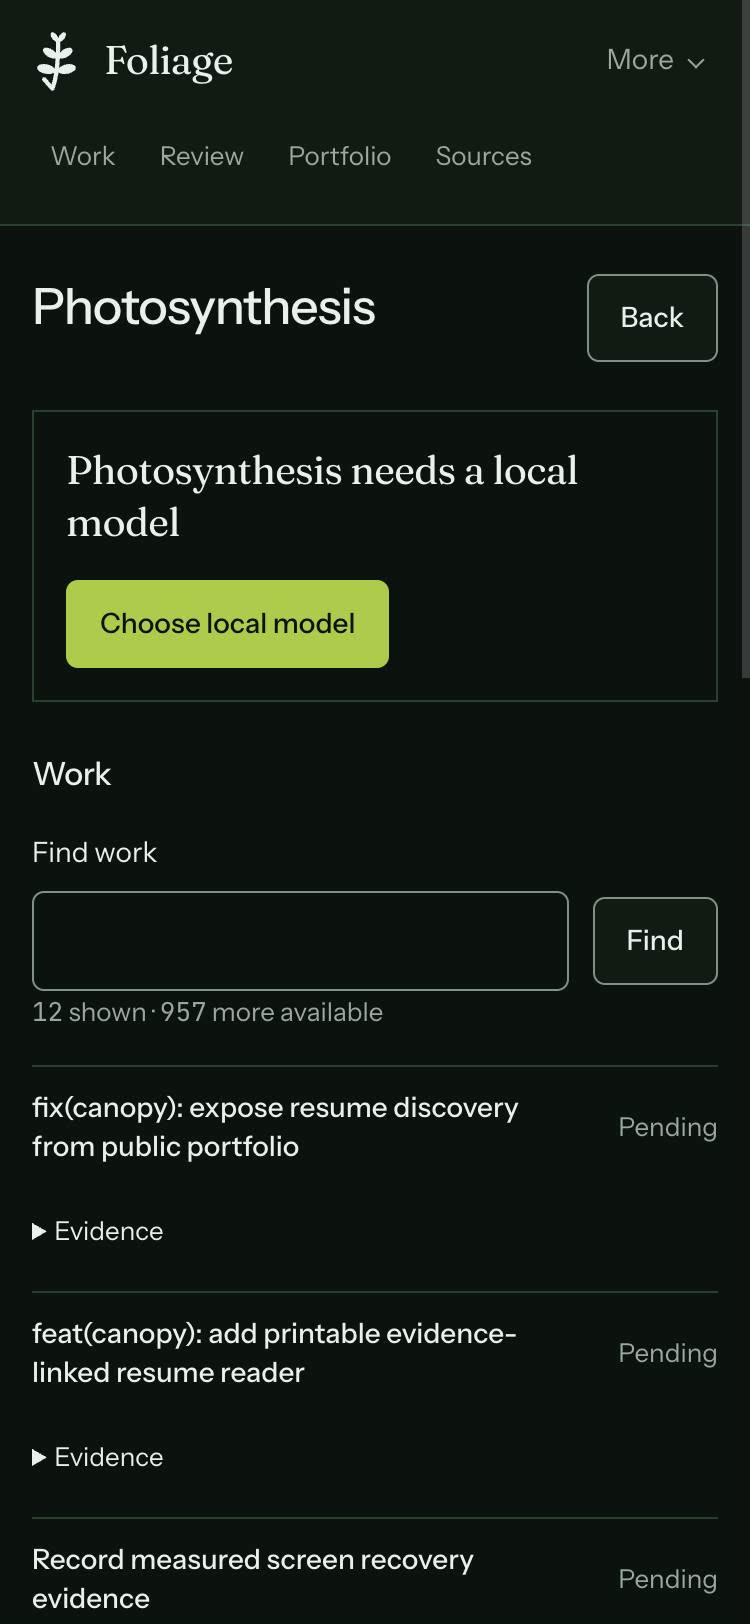 Foliage
More
Work
Review
Portfolio
Sources
Photosynthesis
Back
Photosynthesis needs a local
model
Choose local model
Work
Find work
Find
12 shown · 957 more available
fix(canopy): expose resume discovery
from public portfolio
Pending
Evidence
feat(canopy): add printable evidence-
linked resume reader
Pending
Evidence
Record measured screen recovery
evidence
Pending